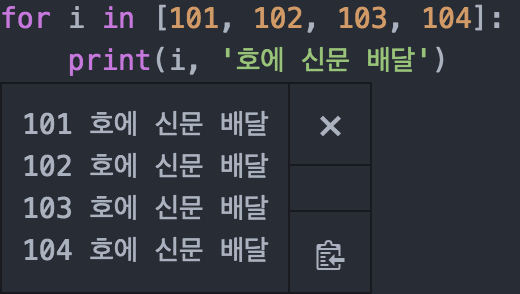 for i in [101, 102, 103, 104]:
    print(i, '호에 신문 배달')
101 호에 신문 배달
102 호에 신문 배달
103 호에 신문 배달
104 호에 신문 배달